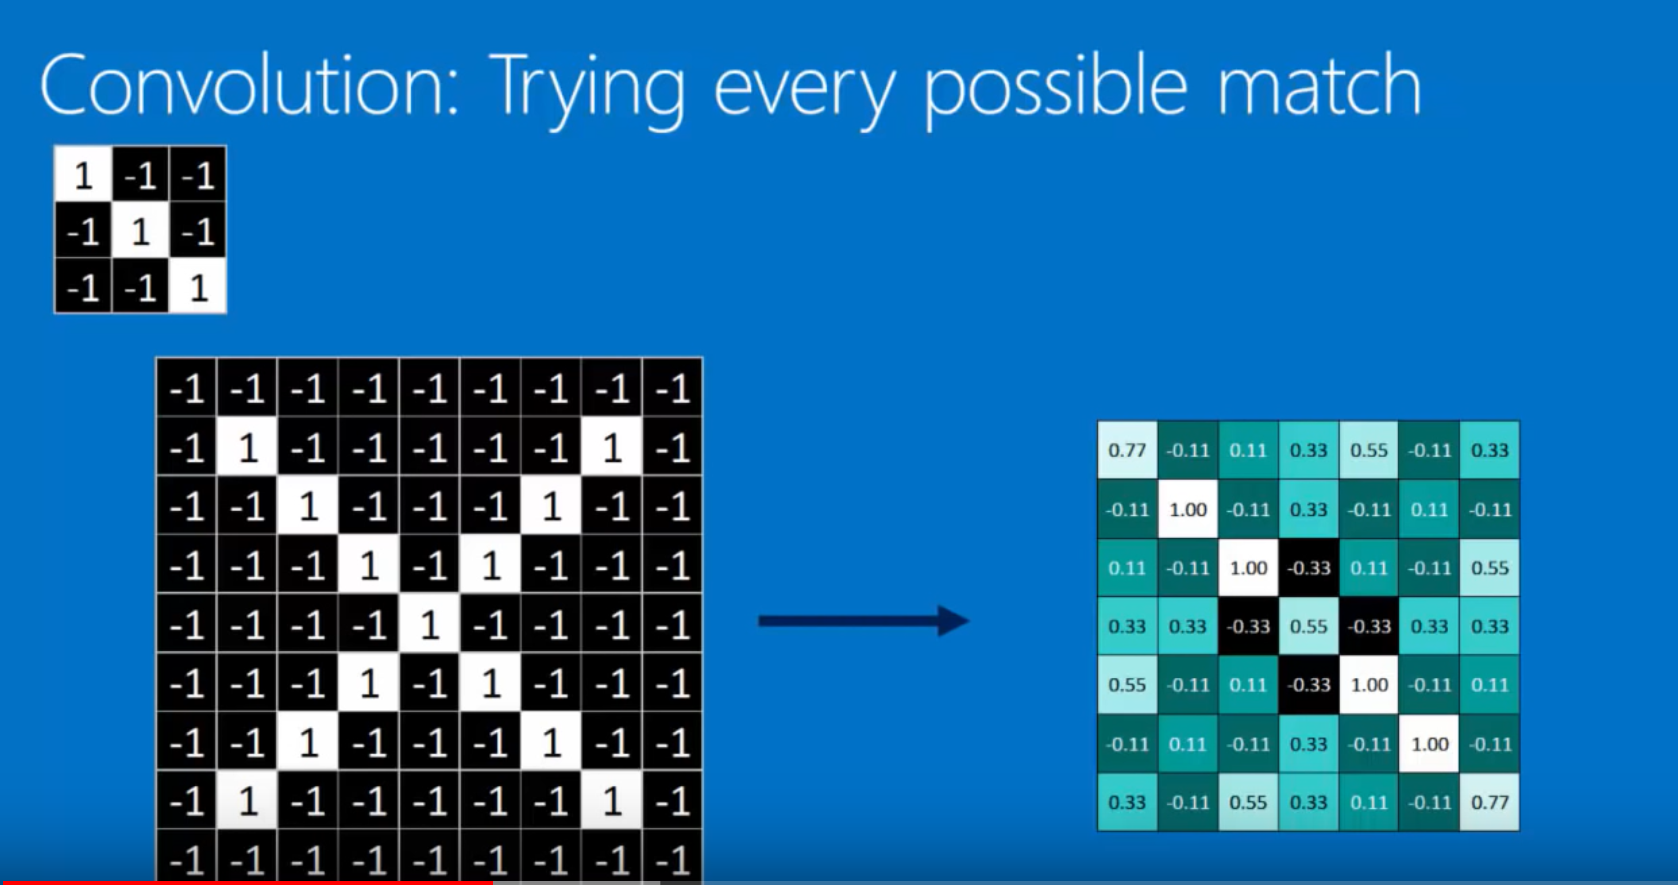 Convolution: Trying every possible match
1 -1 -1
-1 1 -1
-1 -1 1
-1 -1 -1 -1 -1 -1 -1 -1 -1
-1 1 -1 -1 -1 -1 -1 1 -1
-1 -1 1 -1 -1 -1 1 -1 -1
-1 -1 -1 1 -1 1 -1 -1 -1
-1 -1 -1 -1 1 -1 -1 -1 -1
-1 -1 -1 1 -1 1 -1 -1 -1
-1 -1 1 -1 -1 -1 1 -1 -1
-1 1 -1 -1 -1 -1 -1 1 -1
-1 -1 -1 -1 -1 -1 -1 -1 -1
0.77 -0.11 0.11 0.33 0.55 -0.11 0.33
-0.11 1.00 -0.11 0.33 -0.11 0.11 -0.11
0.11 -0.11 1.00 -0.33 0.11 -0.11 0.55
0.33 0.33 -0.33 0.55 -0.33 0.33 0.33
0.55 -0.11 0.11 -0.33 1.00 -0.11 0.11
-0.11 0.11 -0.11 0.33 -0.11 1.00 -0.11
0.33 -0.11 0.55 0.33 0.11 -0.11 0.77